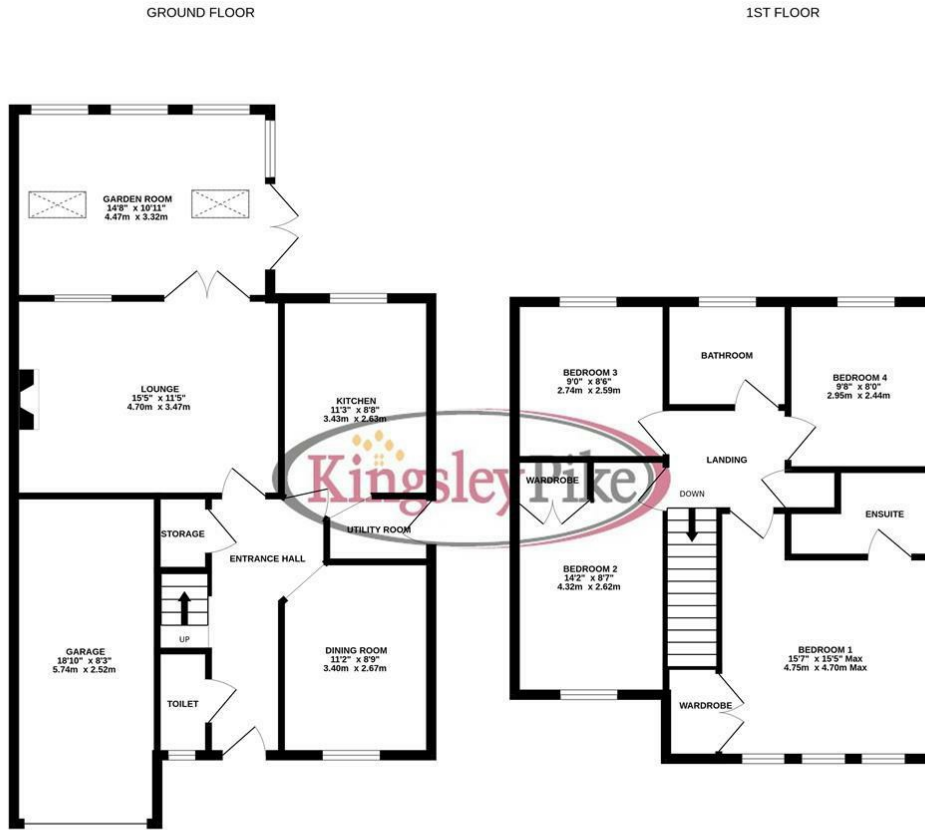 GROUND FLOOR
1ST FLOOR
GARDEN ROOM
14'8" x 10'11"
4.47m x 3.32m
LOUNGE
15'5" x 11'5"
4.70m x 3.47m
KITCHEN
11'3" x 8'8"
3.43m x 2.63m
BEDROOM 3
9'0" x 8'6"
2.74m x 2.59m
BATHROOM
BEDROOM 4
9'8" x 8'0"
2.95m x 2.44m
LANDING
DOWN
Kingsley Pike
WARDROBE
STORAGE
ENTRANCE HALL
UTILITY ROOM
ENSUITE
BEDROOM 2
14'2" x 8'7"
4.32m x 2.62m
UP
GARAGE
18'10" x 8'3"
5.74m x 2.52m
DINING ROOM
11'2" x 8'9"
3.40m x 2.67m
BEDROOM 1
15'7" x 15'5" Max
4.75m x 4.70m Max
TOILET
WARDROBE